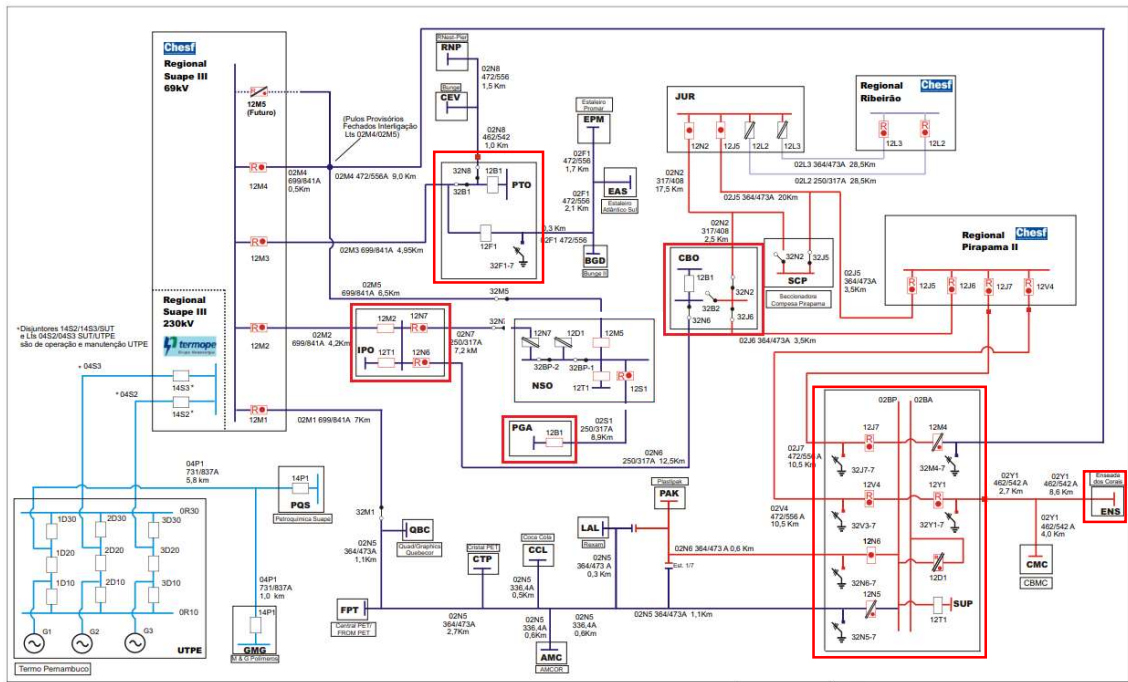 Chesf
Regional
Suape III
69kV
12M5
(Futuro)
12M4
12M3
Regional
Suape III
230kV
termope
12M2
14S3*
14S2*
12M1
*Disjuntores 14S2/14S3/SUT
e Lls 04S2/04S3 SUT/UTPE
são de operação e manutenção UTPE
* 04S3
* 04S2
(Pulos Provisórios
Fechados Interligação
Lts 02M4/02M5)
02M4
699/841A
0,5Km
02M4 472/556A 9,0 Km
02M3 699/841A 4,95Km
02M5
699/841A 6,5Km
32M5
02M2
699/841A 4,2Km
02M1 699/841A 7Km
RNest-Pier
RNP
02N8
472/556
1,5 Km
Bunge
CEV
02N8
462/542
1,0 Km
32N8
12B1
PTO
32B1
12F1
32F1-7
Estaleiro
Promar
EPM
02F1
472/556
1,7 Km
EAS
Estaleiro
Atlântico Sul
02F1
472/556
2,1 Km
0,3 Km
02F1 472/556
BGD
Bunge II
JUR
12N2
12J5
12L2
12L3
Regional
Ribeirão
Chesf
12L3
12L2
02L3 364/473A 28,5Km
02L2 250/317A 28,5Km
02N2
317/408
17,5 Km
02J5 364/473A 20Km
02N2
317/408
2,5 Km
CBO
12B1
32N2
32B2
32N6
32J6
32N2
32J5
SCP
Seccionadora
Compesa Pirapama
02J5
364/473A
3,5Km
02J6 364/473A 3,5Km
Regional
Pirapama II
Chesf
12J5
12J6
12J7
12V4
12M2
12N7
IPO
12T1
12N6
02N7
250/317A
7,2 kM
12N7
12D1
12M5
32BP-2
32BP-1
NSO
12T1
12S1
PGA
12B1
02S1
250/317A
8,9Km
02N6
250/317A 12,5Km
02BP
02BA
12J7
12M4
32J7-7
32M4-7
02J7
472/556 A
10,5 Km
12V4
12Y1
32V3-7
32Y1-7
02V4
472/556 A
10,5 Km
12N6
32N6-7
12D1
12N5
SUP
12T1
32N5-7
02Y1
462/542 A
2,7 Km
02Y1
462/542 A
8,6 Km
Enseada
dos Corais
ENS
02Y1
462/542 A
4,0 Km
CMC
CBMC
04P1
731/837A
5,8 km
14P1
PQS
Petroquímica Suape
0R30
1D30
2D30
3D30
1D20
2D20
3D20
1D10
2D10
3D10
0R10
G1
G2
G3
UTPE
Termo Pernambuco
04P1
731/837A
1,0 km
14P1
GMG
M & G Polímeros
32M1
02N5
364/473A
1,1Km
QBC
Quad/Graphics
Quebecor
FPT
Central PET/
FROM PET
Cristal PET
CTP
02N5
364/473A
2,7Km
Coca Cola
CCL
02N5
336,4A
0,5Km
02N5
336,4A
0,6Km
AMC
AMCOR
02N5
336,4A
0,6Km
LAL
Rexam
02N5
364/473 A
0,3 Km
Plastipak
PAK
02N6 364/473 A 0,6 Km
Est. 1/7
02N5 364/473A 1,1Km